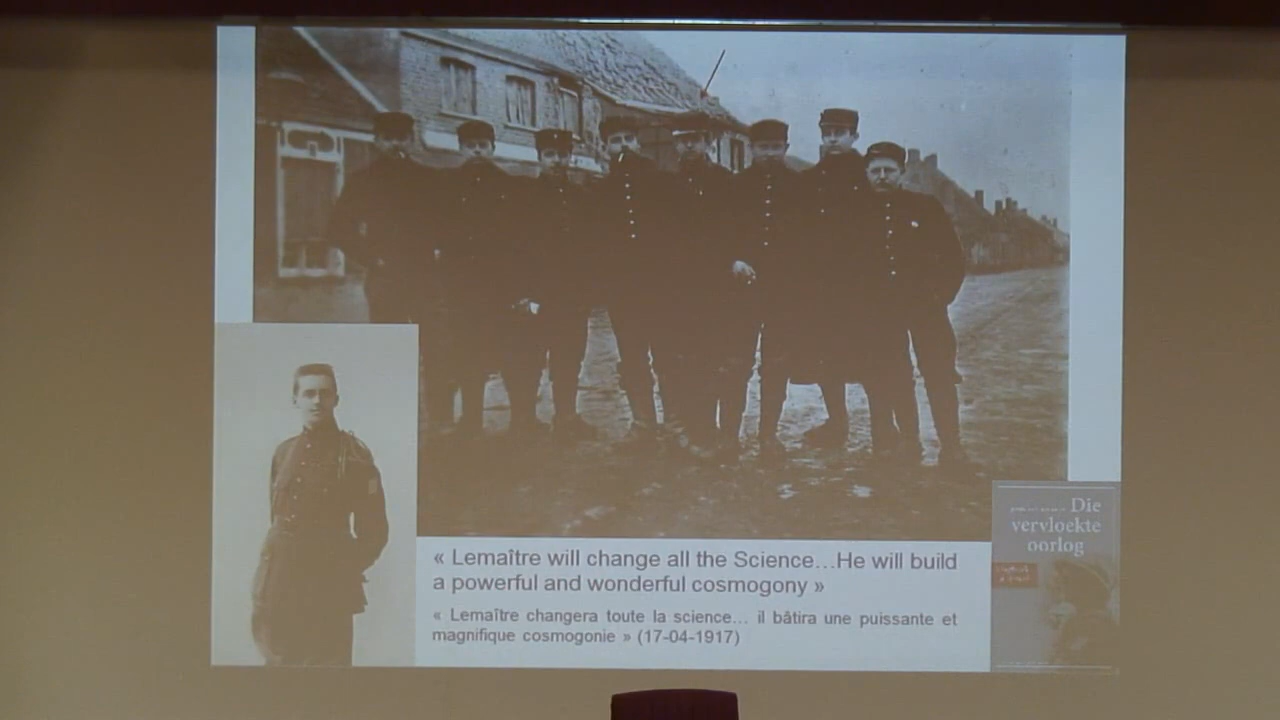 « Lemaître will change all the Science…He will build
a powerful and wonderful cosmogony »
« Lemaître changera toute la science… il bâtira une puissante et
magnifique cosmogonie » (17-04-1917)
Die
vervloekte
oorlog